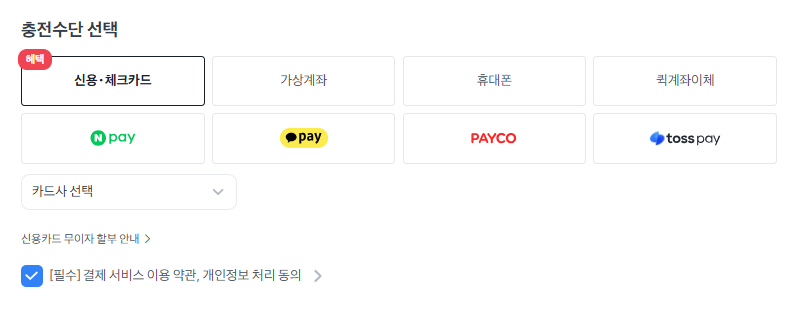 충전수단 선택
혜택
신용·체크카드 가상계좌 휴대폰 퀵계좌이체
N pay pay PAYCO toss pay
카드사 선택
신용카드 무이자 할부 안내 >
[필수] 결제 서비스 이용 약관, 개인정보 처리 동의 >